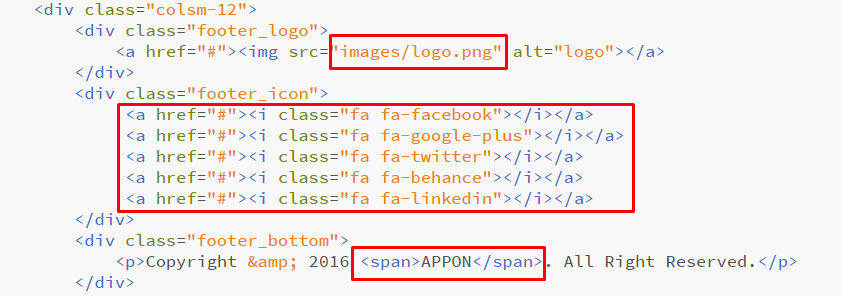 <div class="colsm-12">
<div class="footer_logo">
<a href="#"><img src="images/logo.png" alt="logo"></a>
</div>
<div class="footer_icon">
<a href="#"><i class="fa fa-facebook"></i></a>
<a href="#"><i class="fa fa-google-plus"></i></a>
<a href="#"><i class="fa fa-twitter"></i></a>
<a href="#"><i class="fa fa-behance"></i></a>
<a href="#"><i class="fa fa-linkedin"></i></a>
</div>
<div class="footer_bottom">
<p>Copyright &amp; 2016 <span>APPON</span>. All Right Reserved.</p>
</div>